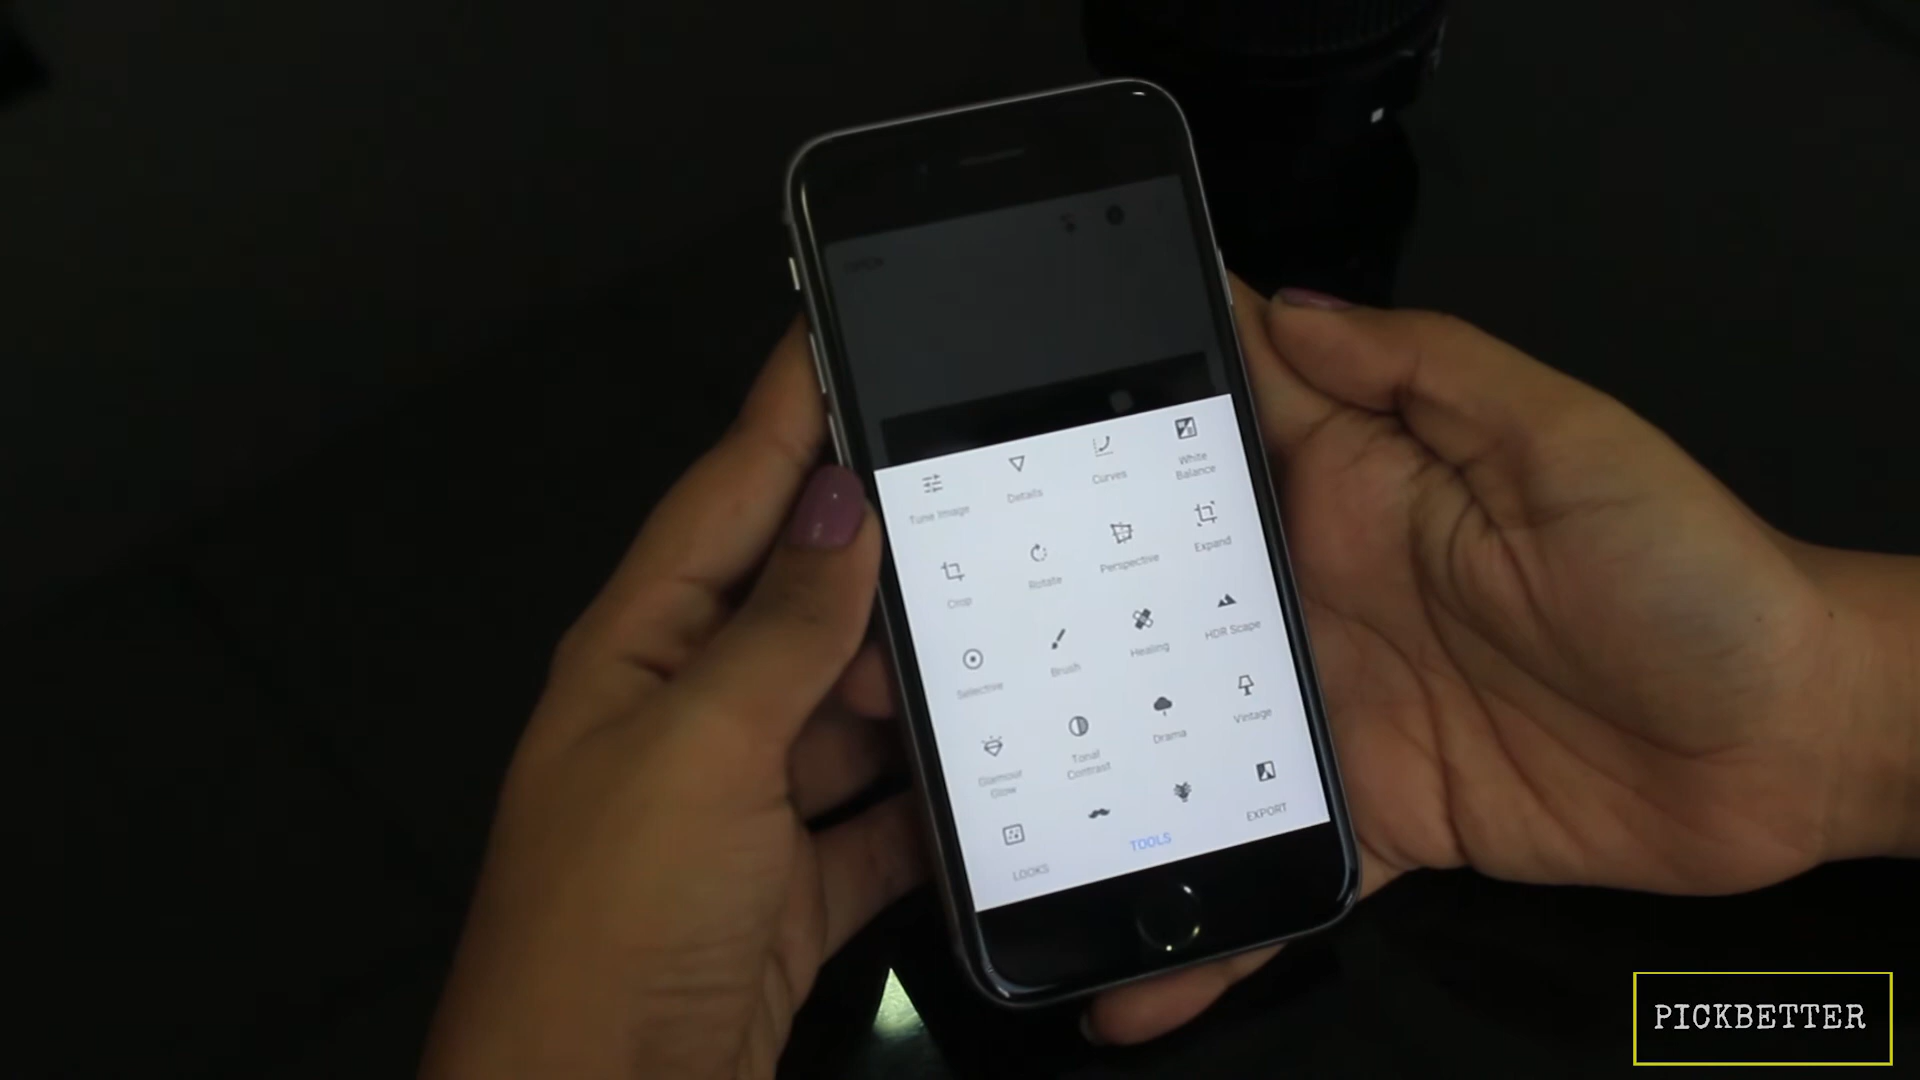 OPEN
Tune Image
Details
Curves
White
Balance
Crop
Rotate
Perspective
Expand
Selective
Brush
Healing
HDR Scape
Glamour
Glow
Tonal
Contrast
Drama
Vintage
LOOKS
TOOLS
EXPORT
PICKBETTER